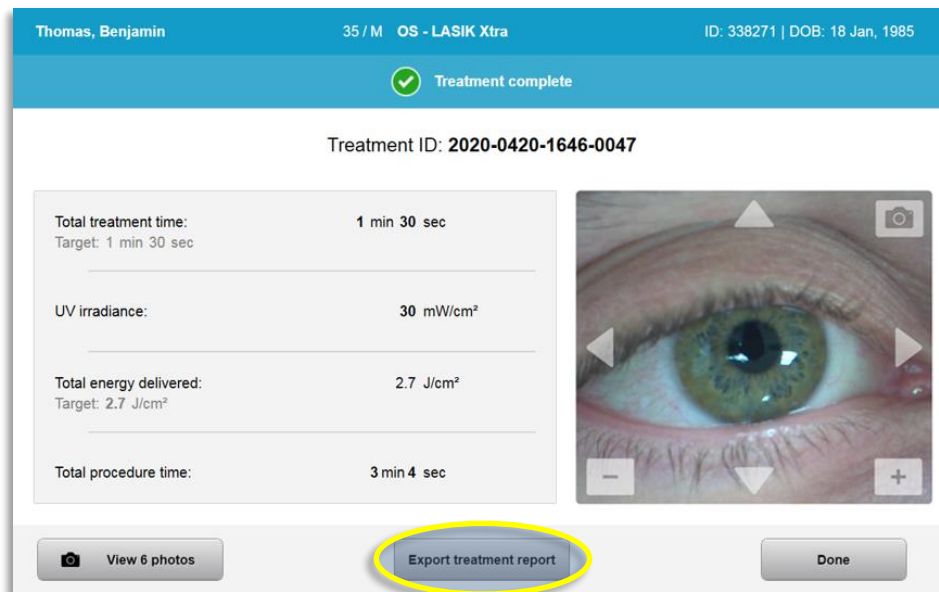 Thomas, Benjamin 35 / M OS - LASIK Xtra ID: 338271 | DOB: 18 Jan, 1985
Treatment complete
Treatment ID: 2020-0420-1646-0047
Total treatment time: 1 min 30 sec
Target: 1 min 30 sec
UV irradiance: 30 mW/cm²
Total energy delivered: 2.7 J/cm²
Target: 2.7 J/cm²
Total procedure time: 3 min 4 sec
View 6 photos Export treatment report Done